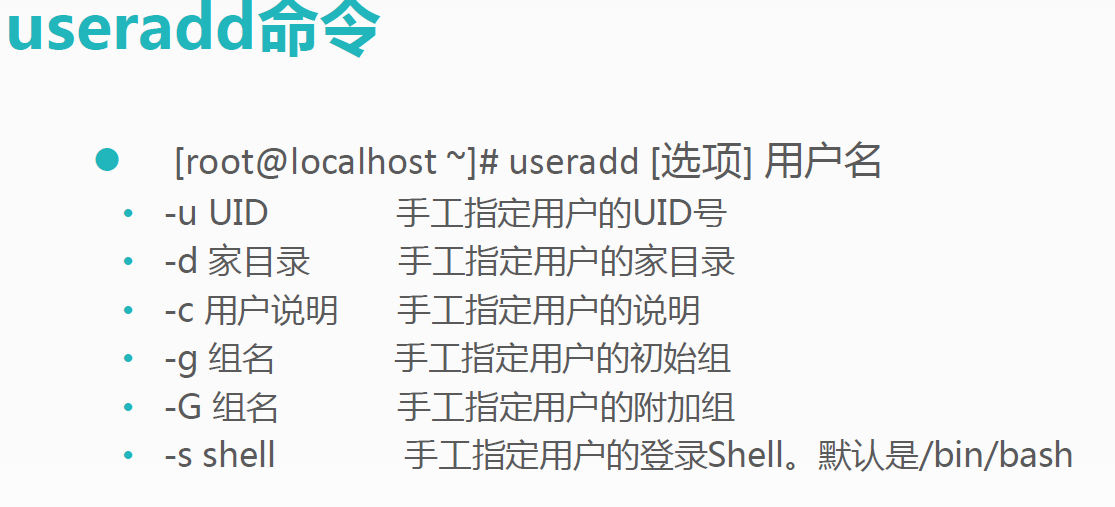 useradd命令
[root@localhost ~]# useradd [选项] 用户名
-u UID 手工指定用户的UID号
-d 家目录 手工指定用户的家目录
-c 用户说明 手工指定用户的说明
-g 组名 手工指定用户的初始组
-G 组名 手工指定用户的附加组
-s shell 手工指定用户的登录Shell。默认是/bin/bash